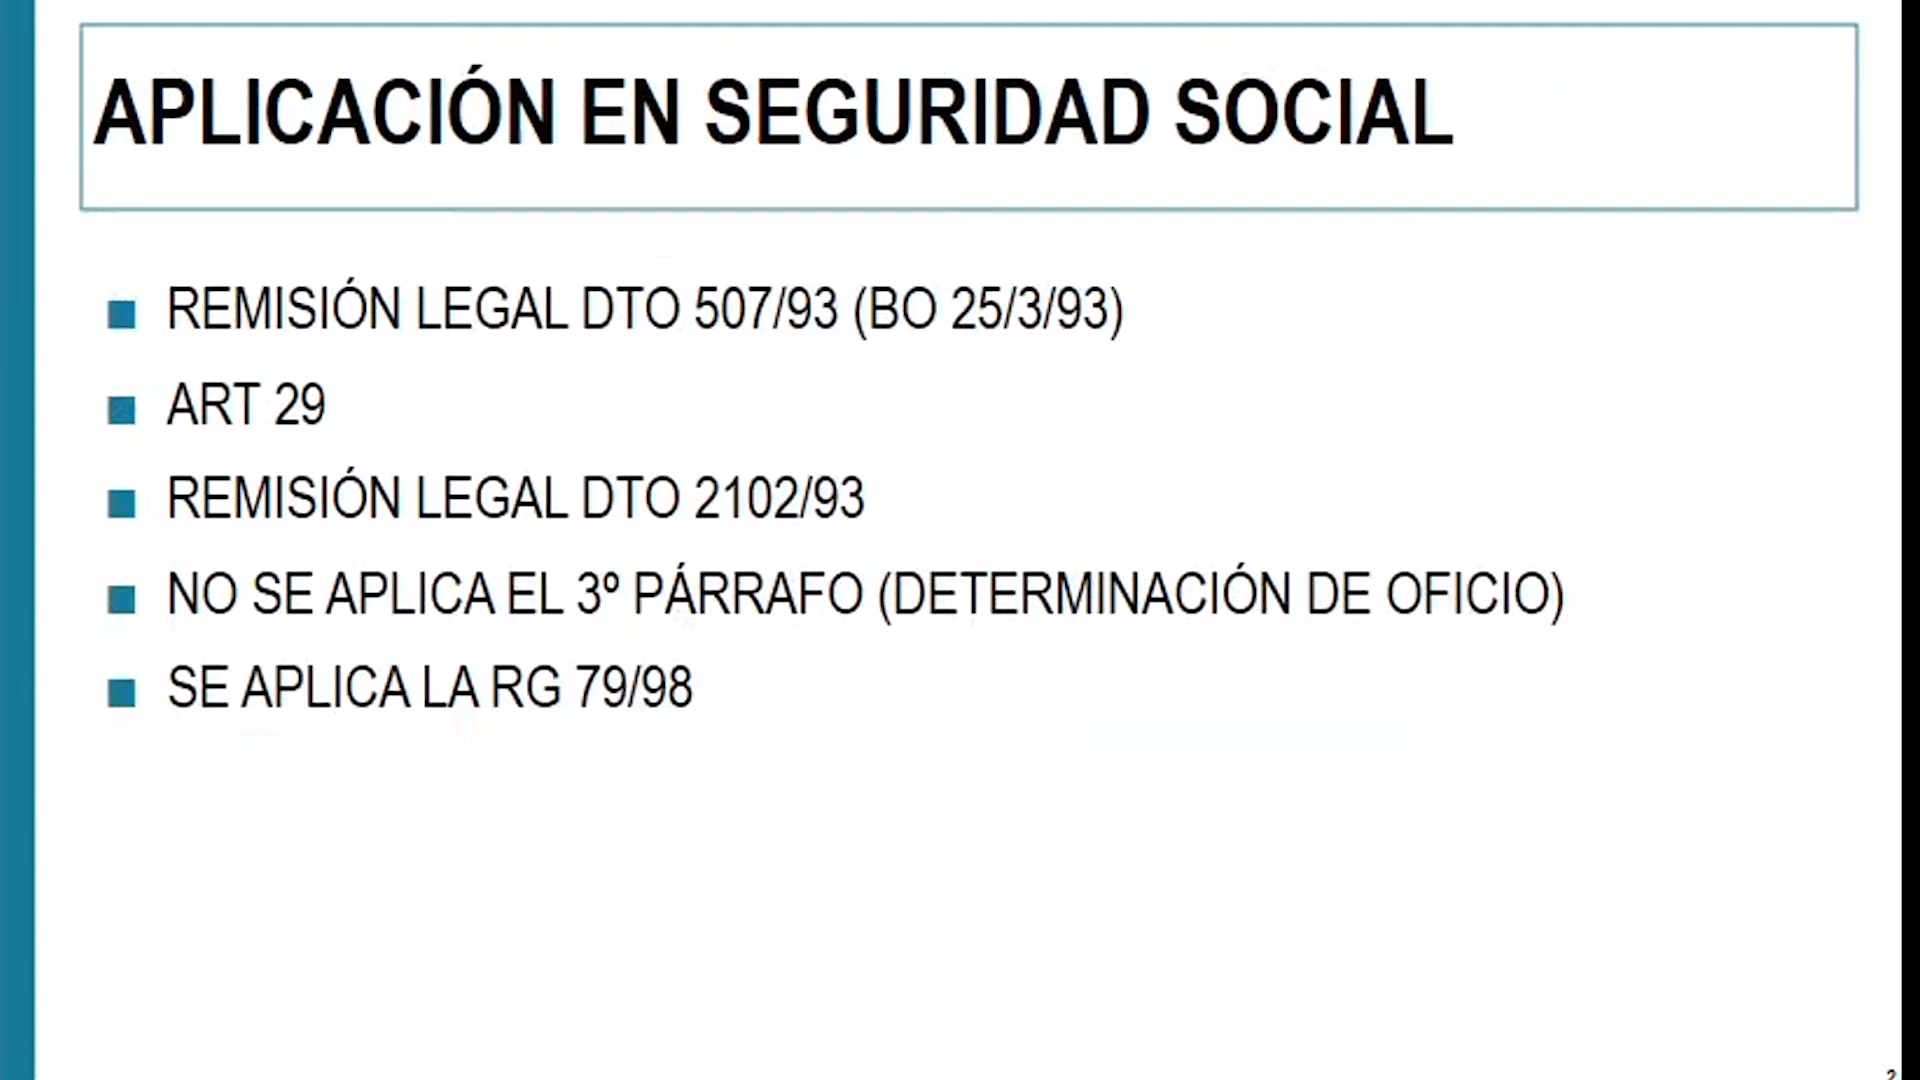 APLICACIÓN EN SEGURIDAD SOCIAL
REMISIÓN LEGAL DTO 507/93 (BO 25/3/93)
ART 29
REMISIÓN LEGAL DTO 2102/93
NO SE APLICA EL 3º PÁRRAFO (DETERMINACIÓN DE OFICIO)
SE APLICA LA RG 79/98
2